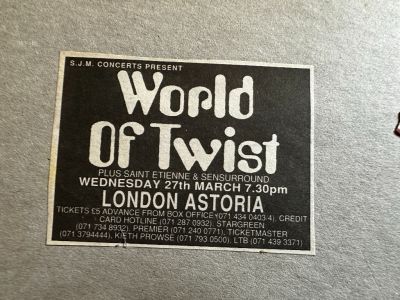 S.J.M. CONCERTS PRESENT
World
Of Twist
PLUS SAINT ETIENNE & SENSURROUND
WEDNESDAY 27th MARCH 7.30pm
LONDON ASTORIA
TICKETS £5 ADVANCE FROM BOX OFFICE (071 434 0403 4), CREDIT
CARD HOTLINE (071 287 0932), STARGREEN
(071 734 8932), PREMIER (071 240 0771), TICKETMASTER
(071 3794444), KIETH PROWSE (071 793 0500), LTB (071 439 3371)